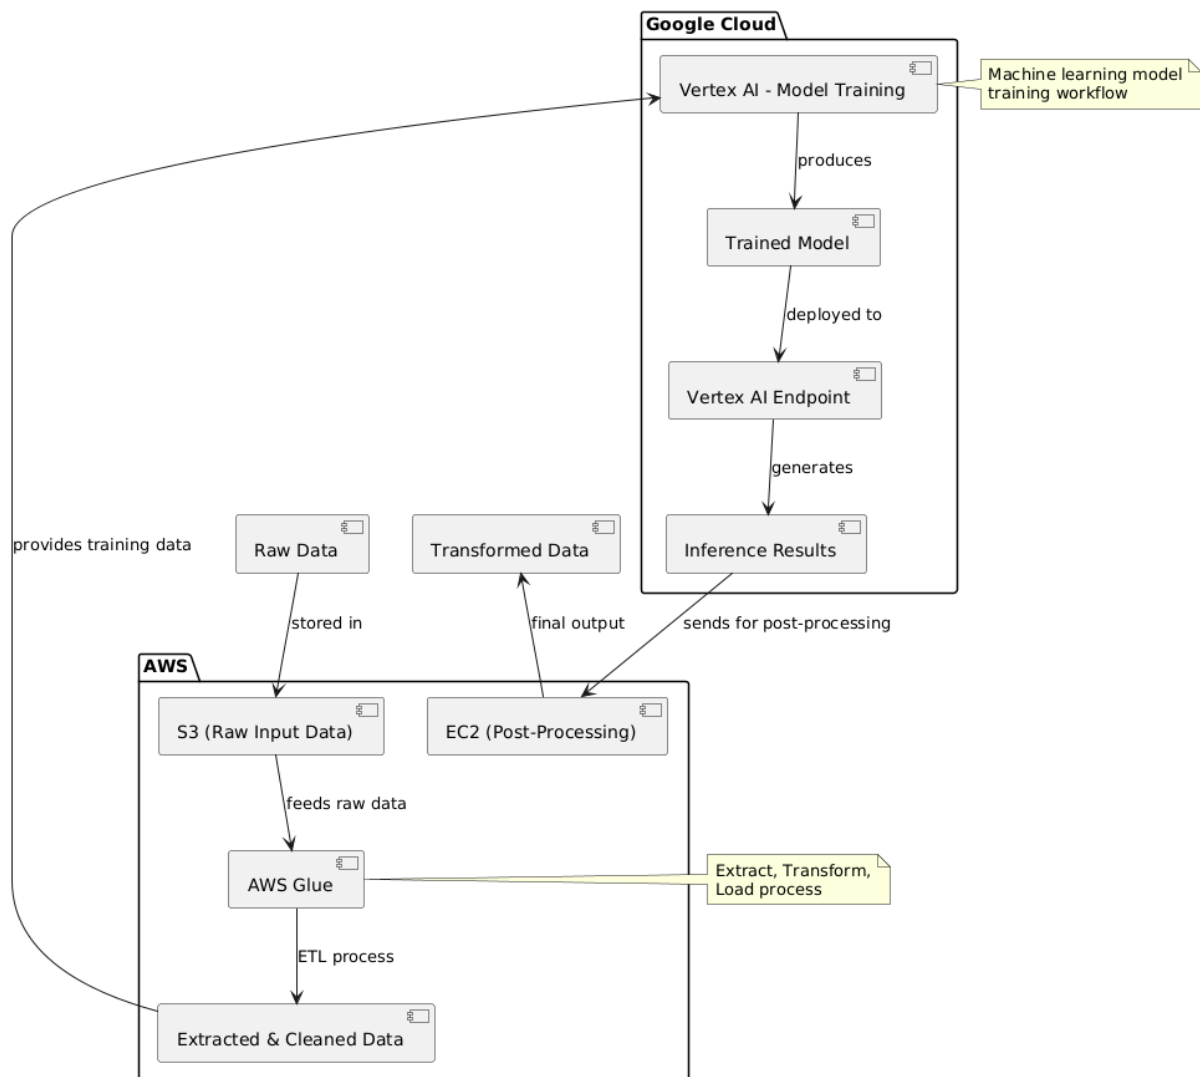 Google Cloud
Vertex AI - Model Training
Machine learning model
training workflow
produces
Trained Model
deployed to
Vertex AI Endpoint
generates
provides training data
Raw Data
Transformed Data
Inference Results
stored in
final output
sends for post-processing
AWS
S3 (Raw Input Data)
EC2 (Post-Processing)
feeds raw data
AWS Glue
Extract, Transform,
Load process
ETL process
Extracted & Cleaned Data